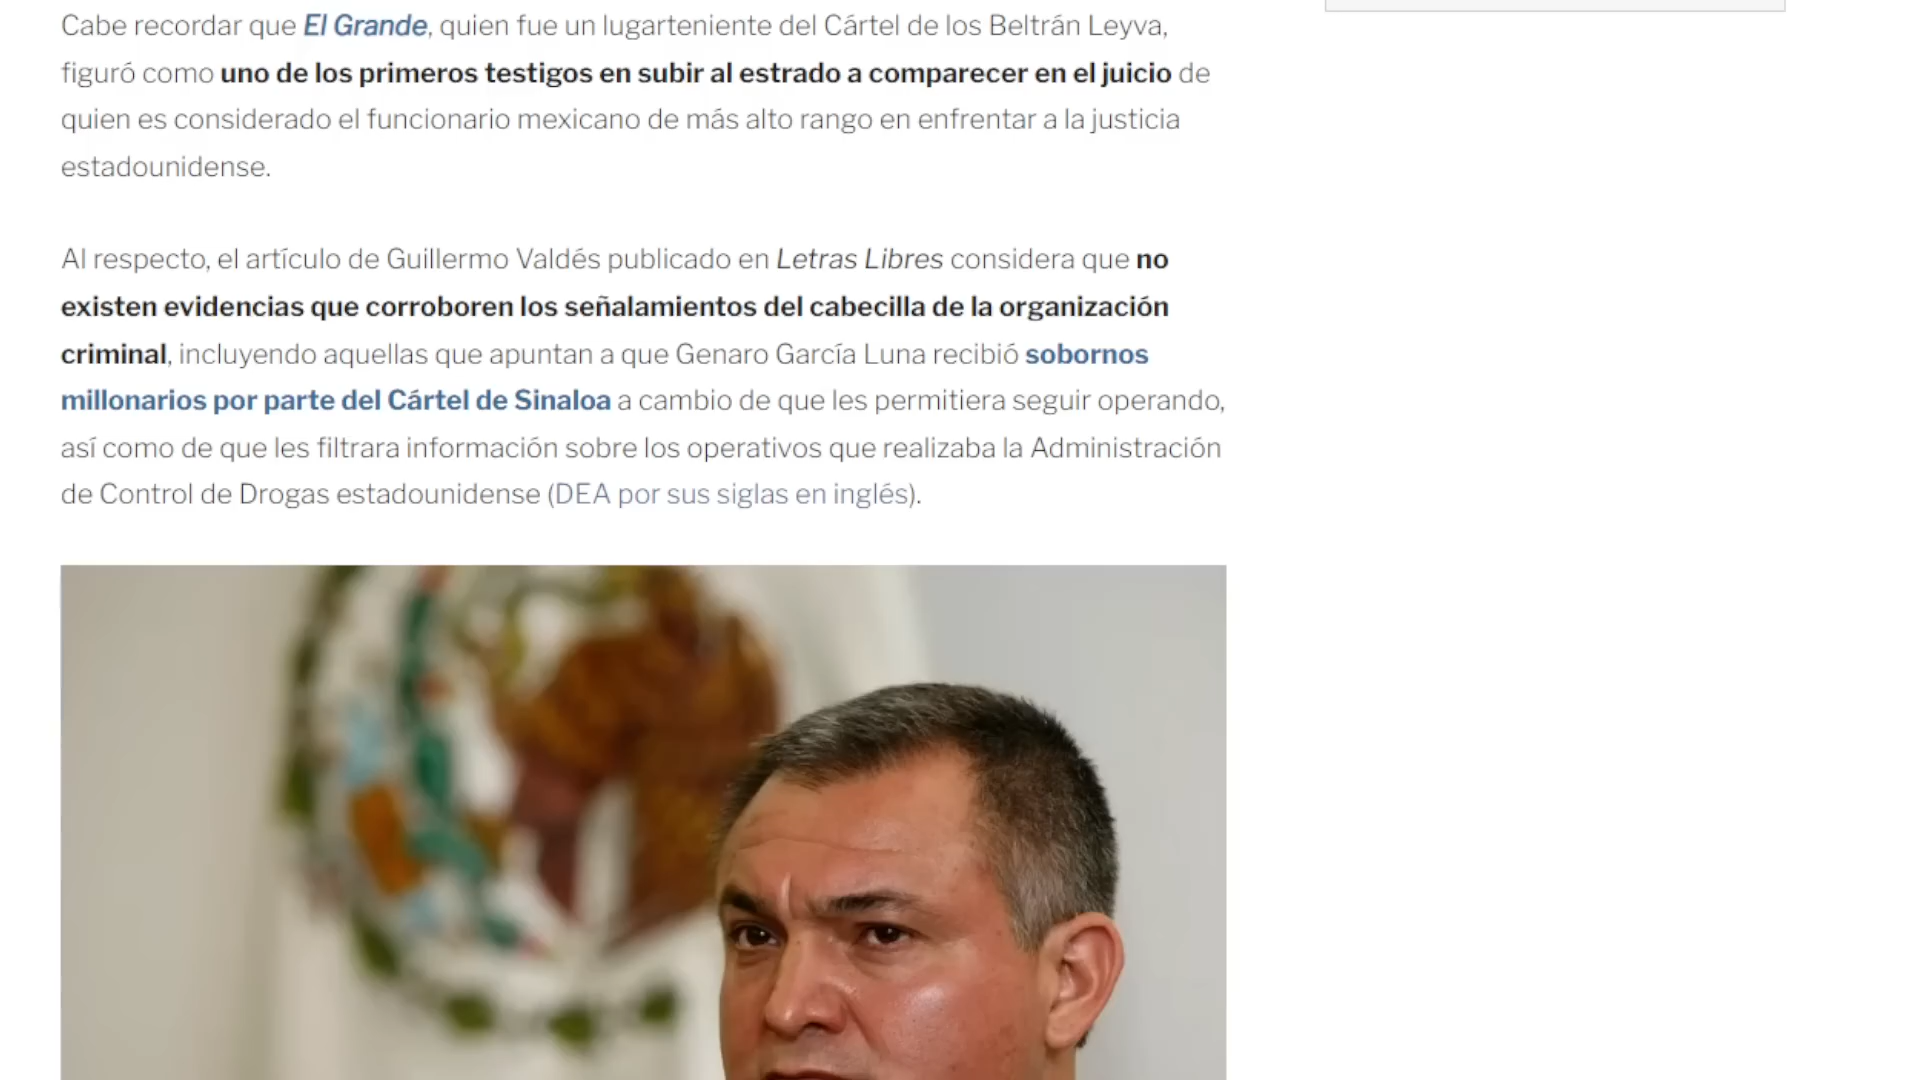 Cabe recordar que El Grande, quien fue un lugarteniente del Cártel de los Beltrán Leyva,
figuró como uno de los primeros testigos en subir al estrado a comparecer en el juicio de
quien es considerado el funcionario mexicano de más alto rango en enfrentar a la justicia
estadounidense.
Al respecto, el artículo de Guillermo Valdés publicado en Letras Libres considera que no
existen evidencias que corroboren los señalamientos del cabecilla de la organización
criminal, incluyendo aquellas que apuntan a que Genaro García Luna recibió sobornos
millonarios por parte del Cártel de Sinaloa a cambio de que les permitiera seguir operando,
así como de que les filtrara información sobre los operativos que realizaba la Administración
de Control de Drogas estadounidense (DEA por sus siglas en inglés).